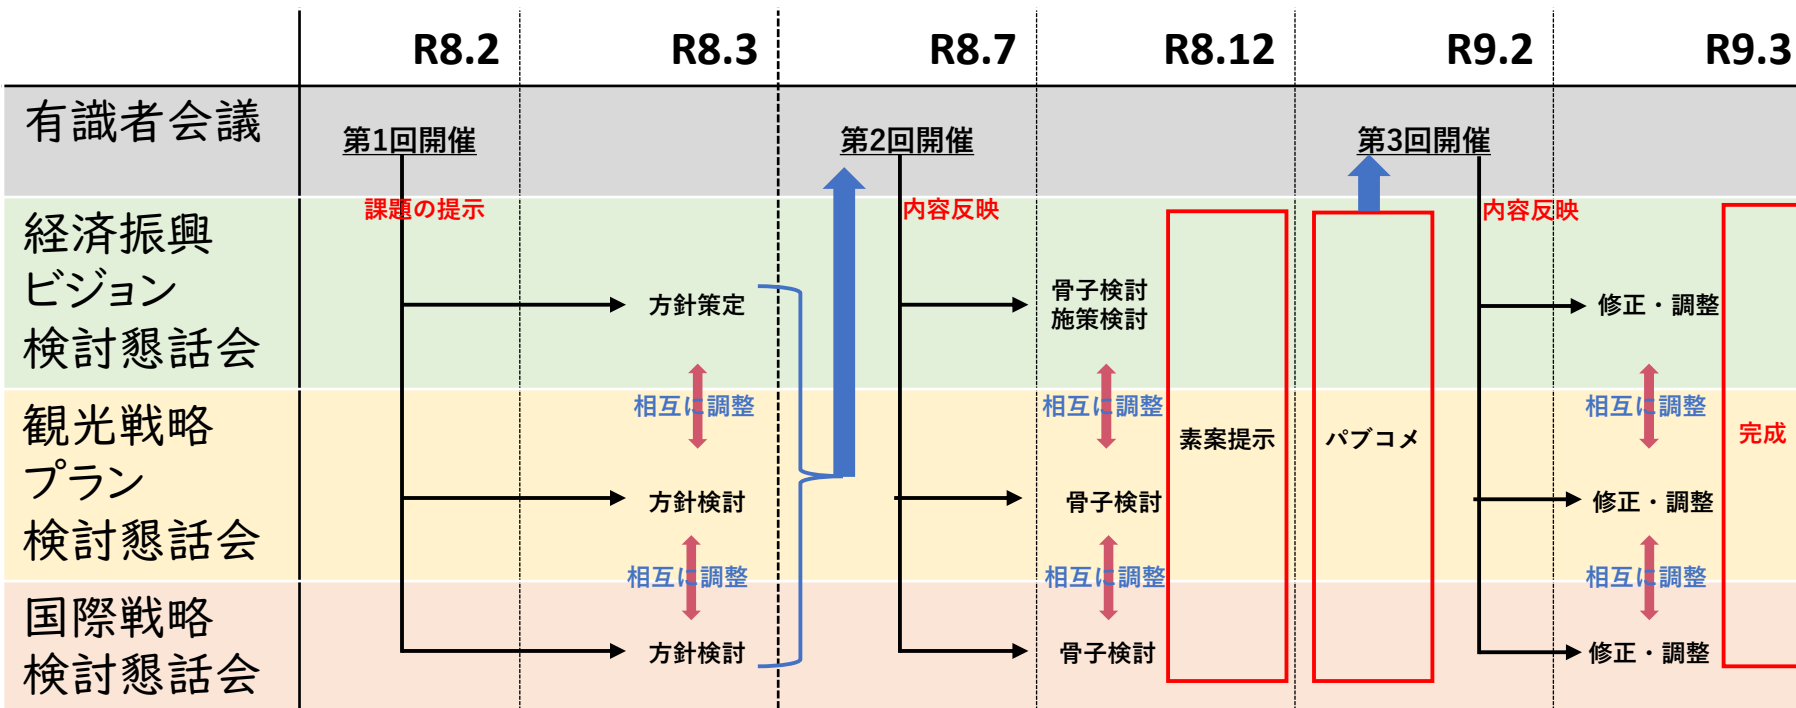 R8.2 R8.3 R8.7 R8.12 R9.2 R9.3
有識者会議
第1回開催 第2回開催 第3回開催
課題の提示 内容反映 内容反映
経済振興
ビジョン
検討懇話会
方針策定
骨子検討
施策検討
修正・調整
相互に調整 相互に調整 相互に調整
観光戦略
プラン
検討懇話会
素案提示 パブコメ 完成
方針検討 骨子検討 修正・調整
相互に調整 相互に調整 相互に調整
国際戦略
検討懇話会
方針検討 骨子検討 修正・調整